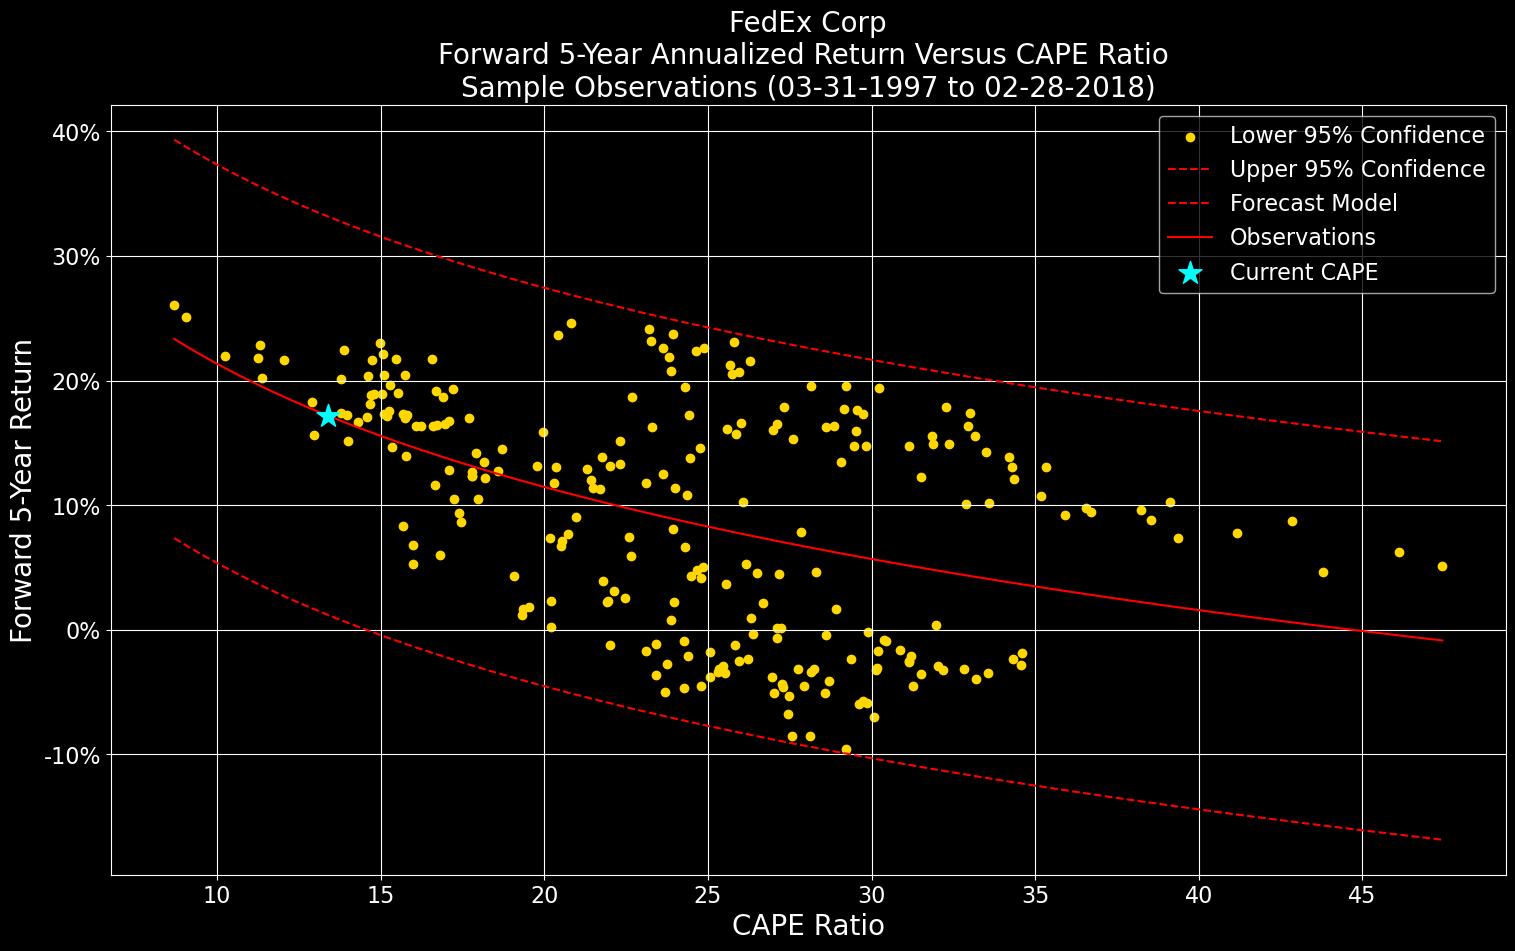 FedEx Corp
Forward 5-Year Annualized Return Versus CAPE Ratio
Sample Observations (03-31-1997 to 02-28-2018)
Lower 95% Confidence
Upper 95% Confidence
Forecast Model
Observations
Current CAPE
Forward 5-Year Return
40%
30%
20%
10%
0%
-10%
10 15 20 25 30 35 40 45
CAPE Ratio